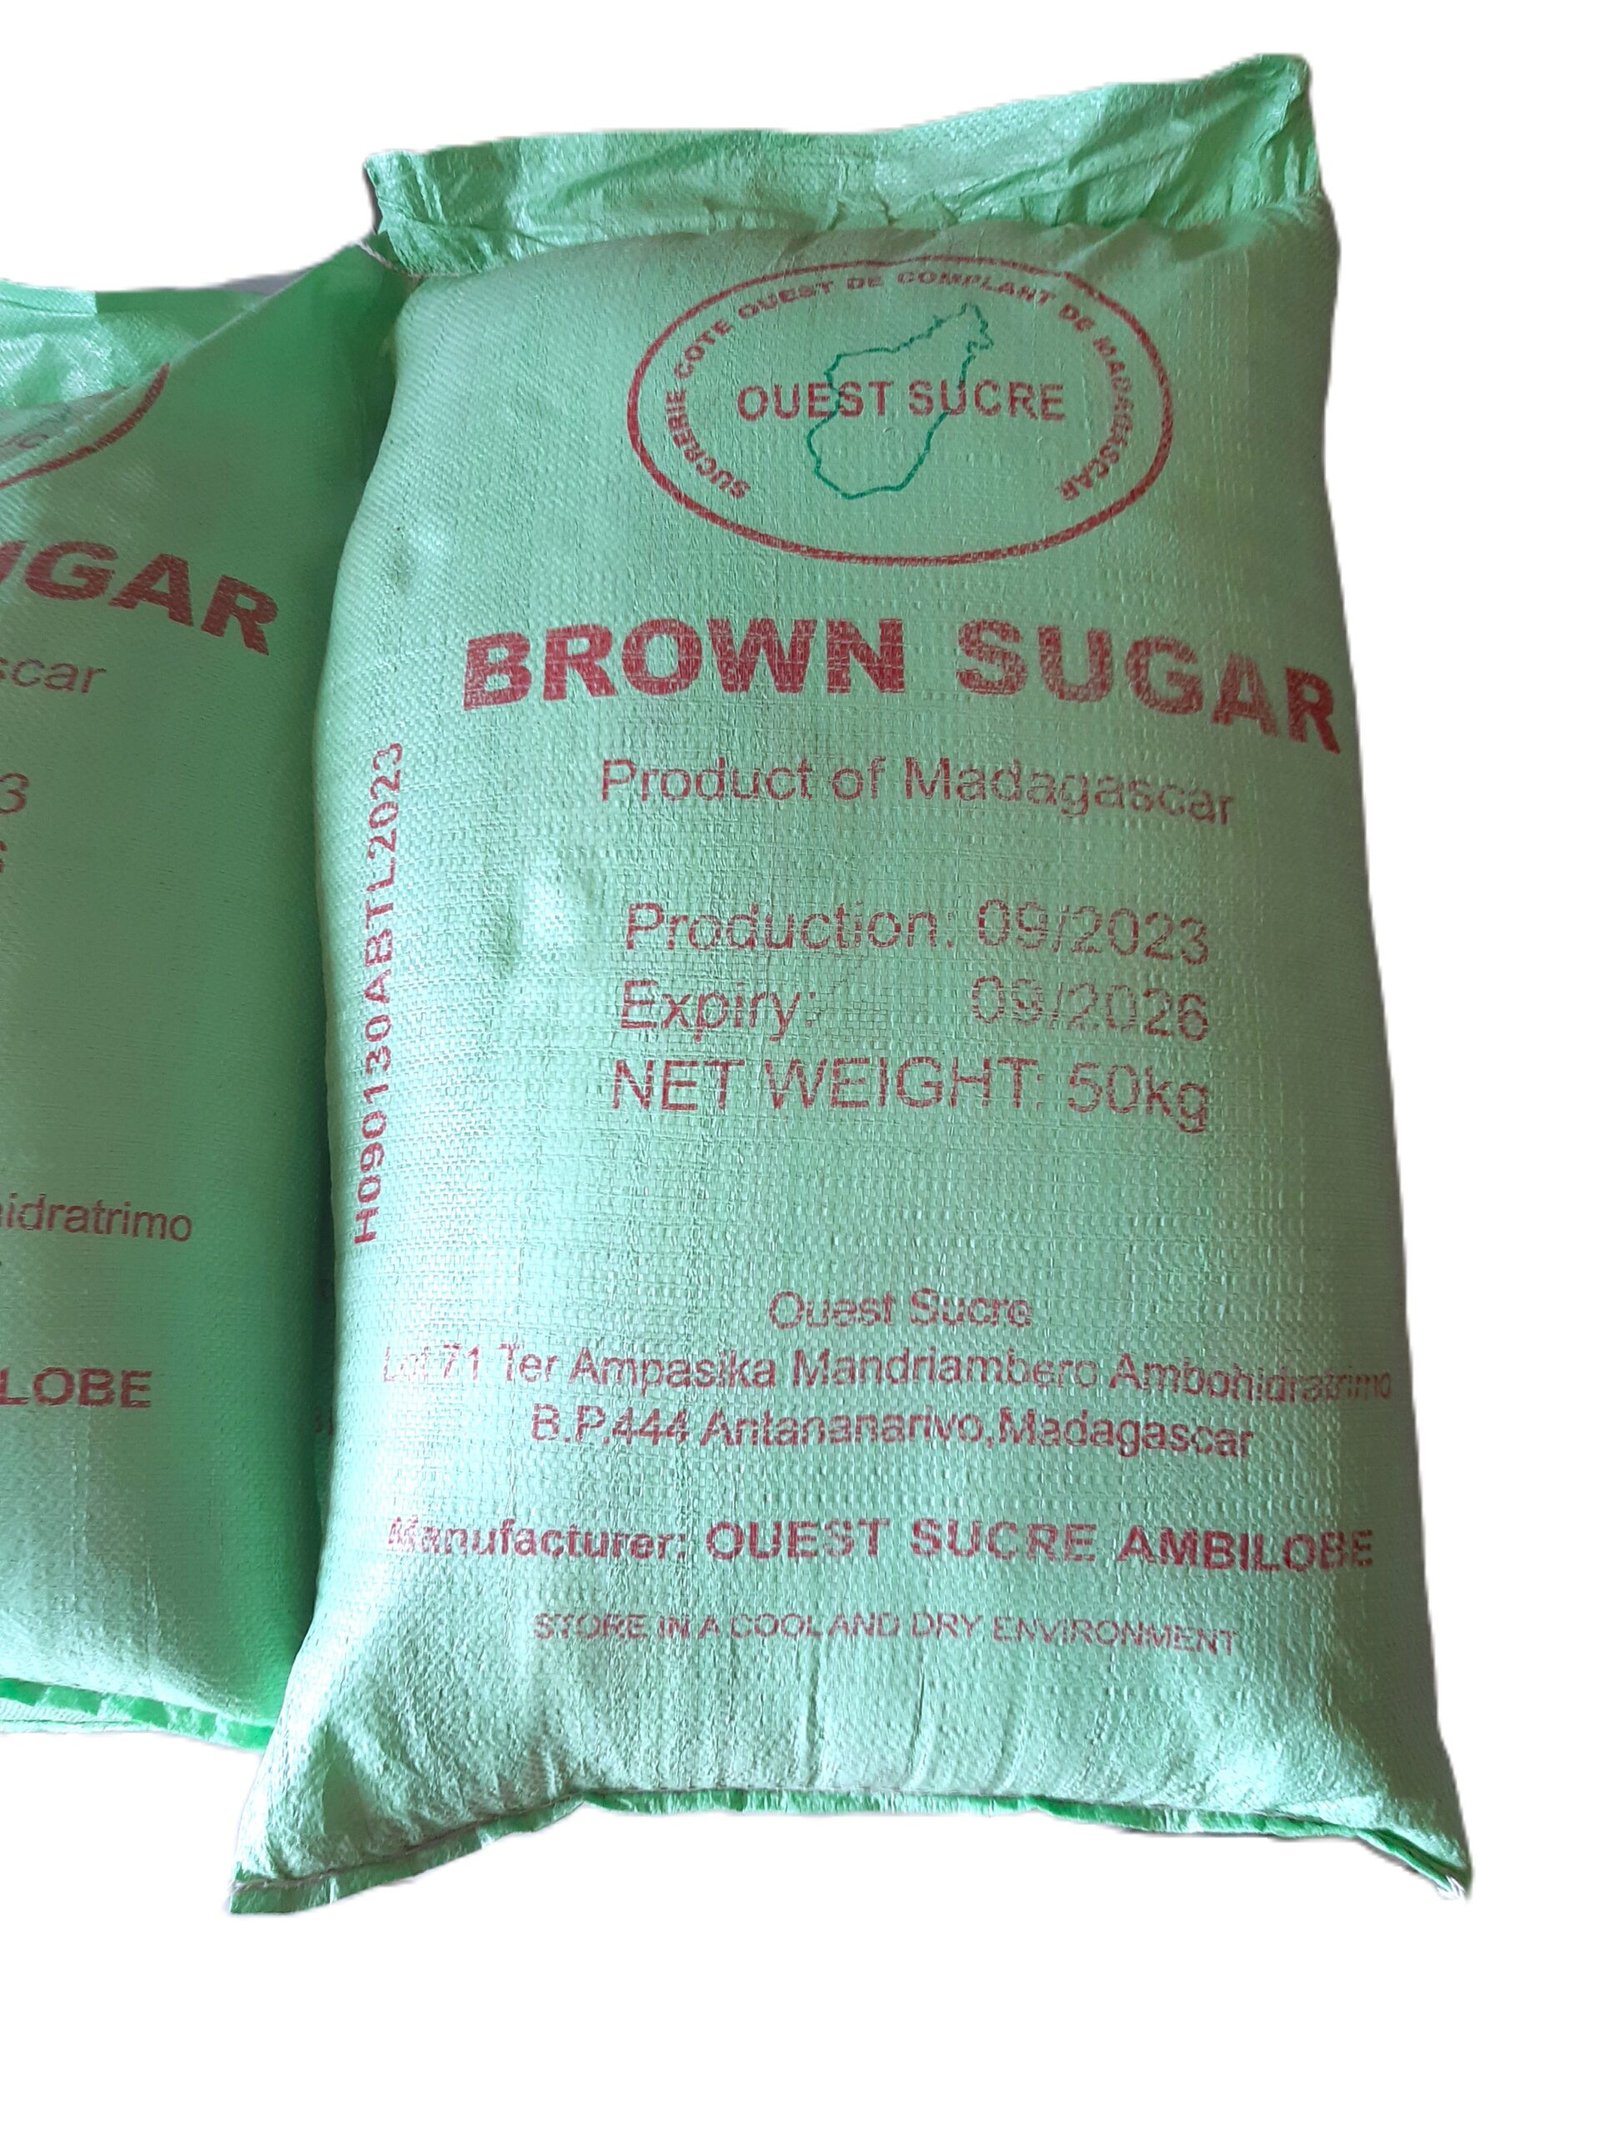 SUCRERIE COTE OUEST DE COMPLANT DE MADAGASCAR
OUEST SUCRE
BROWN SUGAR
Product of Madagascar
Production: 09/2023
Expiry: 09/2026
NET WEIGHT: 50kg
H090130ABTL2023
Ouest Sucre
Lot 71 Ter Ampasika Mandriambero Ambohidratrimo
B.P.444 Antananarivo,Madagascar
Manufacturer: OUEST SUCRE AMBILOBE
STORE IN A COOL AND DRY ENVIRONMENT
UGAR
scar
3
hidratrimo
LOBE